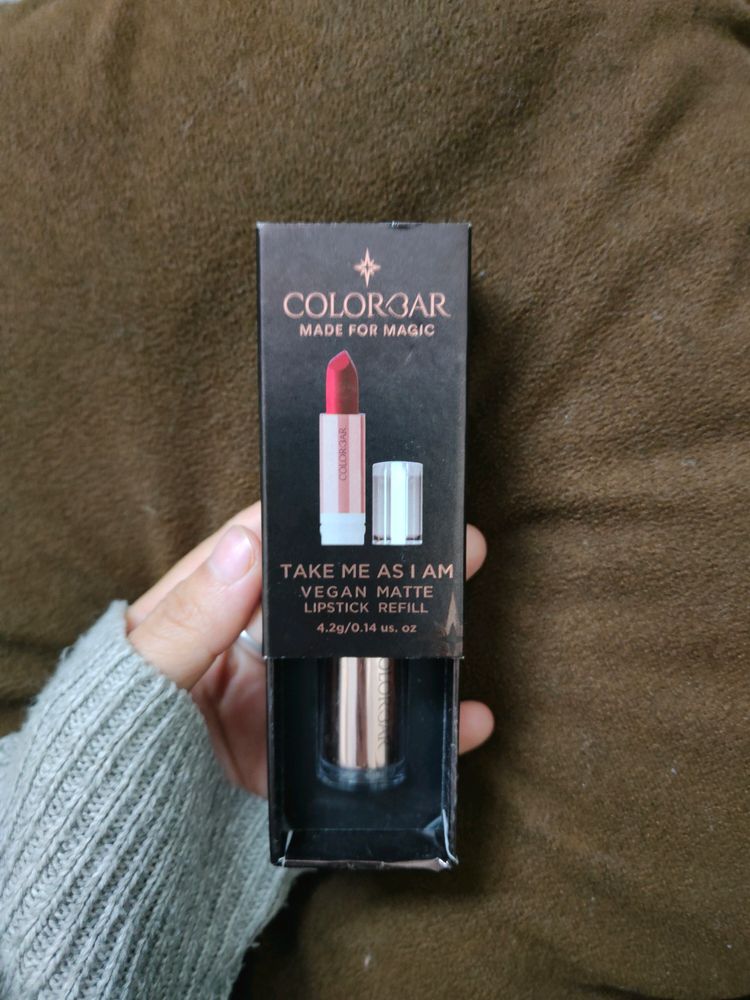 COLORBAR
MADE FOR MAGIC
COLORBAR
TAKE ME AS I AM
VEGAN MATTE
LIPSTICK REFILL
4.2g/0.14 us. oz